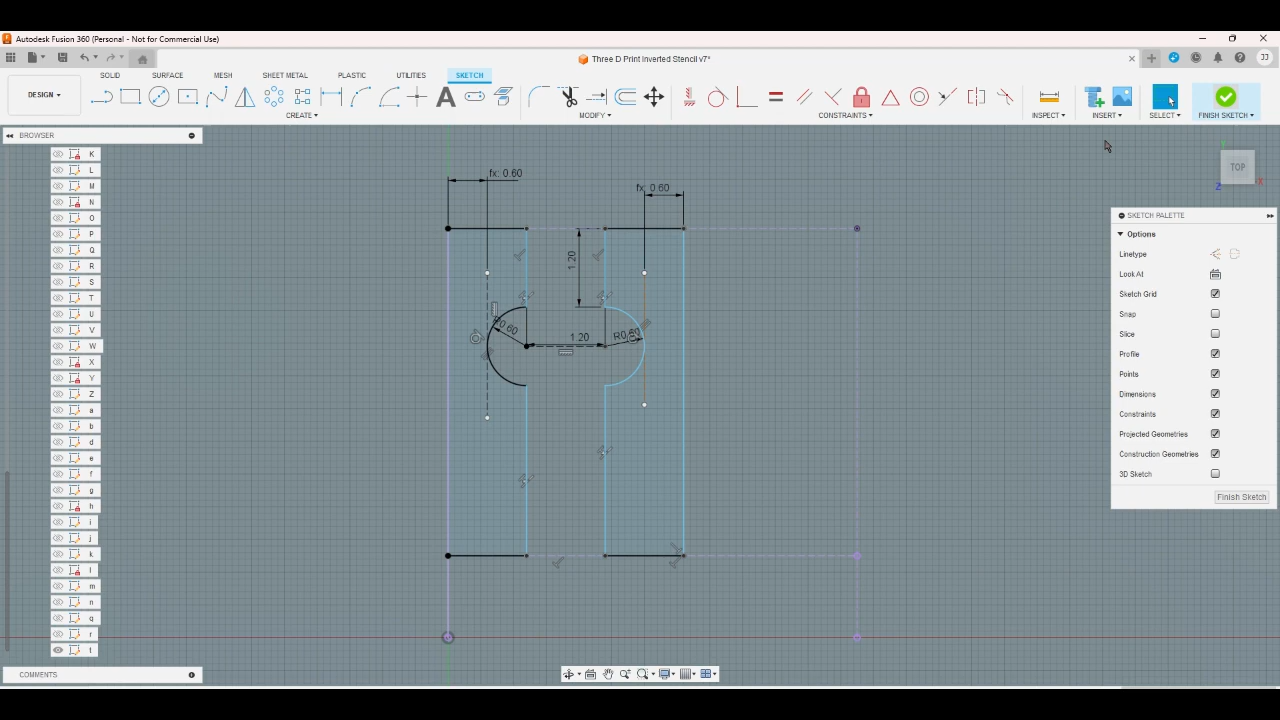 Autodesk Fusion 360 (Personal - Not for Commercial Use)
Three D Print Inverted Stencil v7*
JJ
SOLID SURFACE MESH SHEET METAL PLASTIC UTILITIES SKETCH
DESIGN
CREATE MODIFY CONSTRAINTS INSPECT INSERT SELECT FINISH SKETCH
BROWSER
K
L
M
N
O
P
Q
R
S
T
U
V
W
X
Y
Z
a
b
d
e
f
g
h
i
j
k
l
m
n
q
r
t
COMMENTS
fx: 0.60
fx: 0.60
1.20
R0.60
1.20
R0.60
TOP
X
Z
SKETCH PALETTE
Options
Linetype
Look At
Sketch Grid
Snap
Slice
Profile
Points
Dimensions
Constraints
Projected Geometries
Construction Geometries
3D Sketch
Finish Sketch